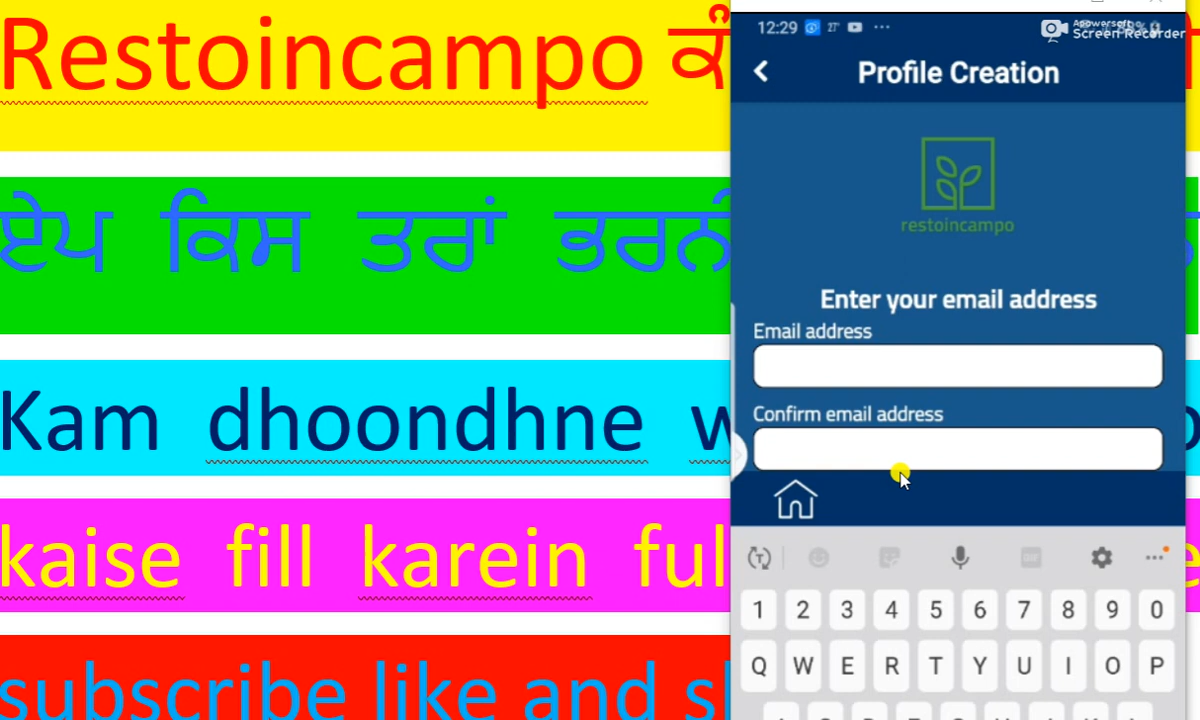 Restoincampo
ਏਪ ਕਿਸ ਤਰਾਂ
Kam dhoondhne
kaise fill karein
subscribe like and
12:29 27°
Apowersoft
Screen Recorder
Profile Creation
restoincampo
Enter your email address
Email address
Confirm email address
GIF
1 2 3 4 5 6 7 8 9 0
Q W E R T Y U I O P